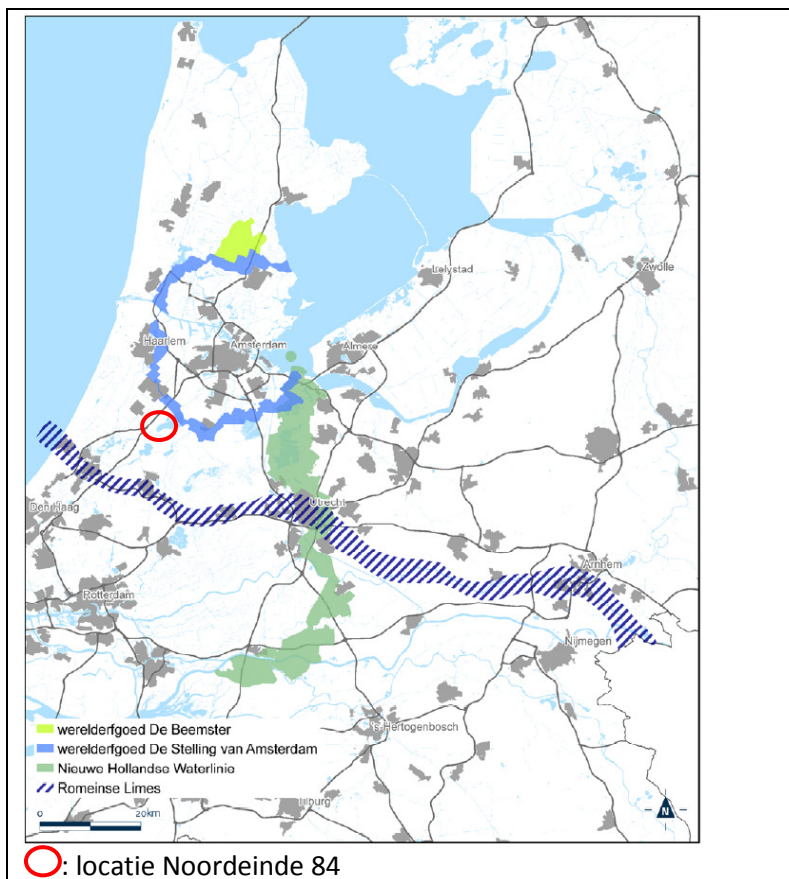 Lelystad
Zwolle
Haarlem
Amsterdam
Almere
Den Haag
Utrecht
Arnhem
Rotterdam
Nijmegen
's-Hertogenbosch
werelderfgoed De Beemster
werelderfgoed De Stelling van Amsterdam
Nieuwe Hollandse Waterlinie
Romeinse Limes
Tilburg
0 20km
N
: locatie Noordeinde 84